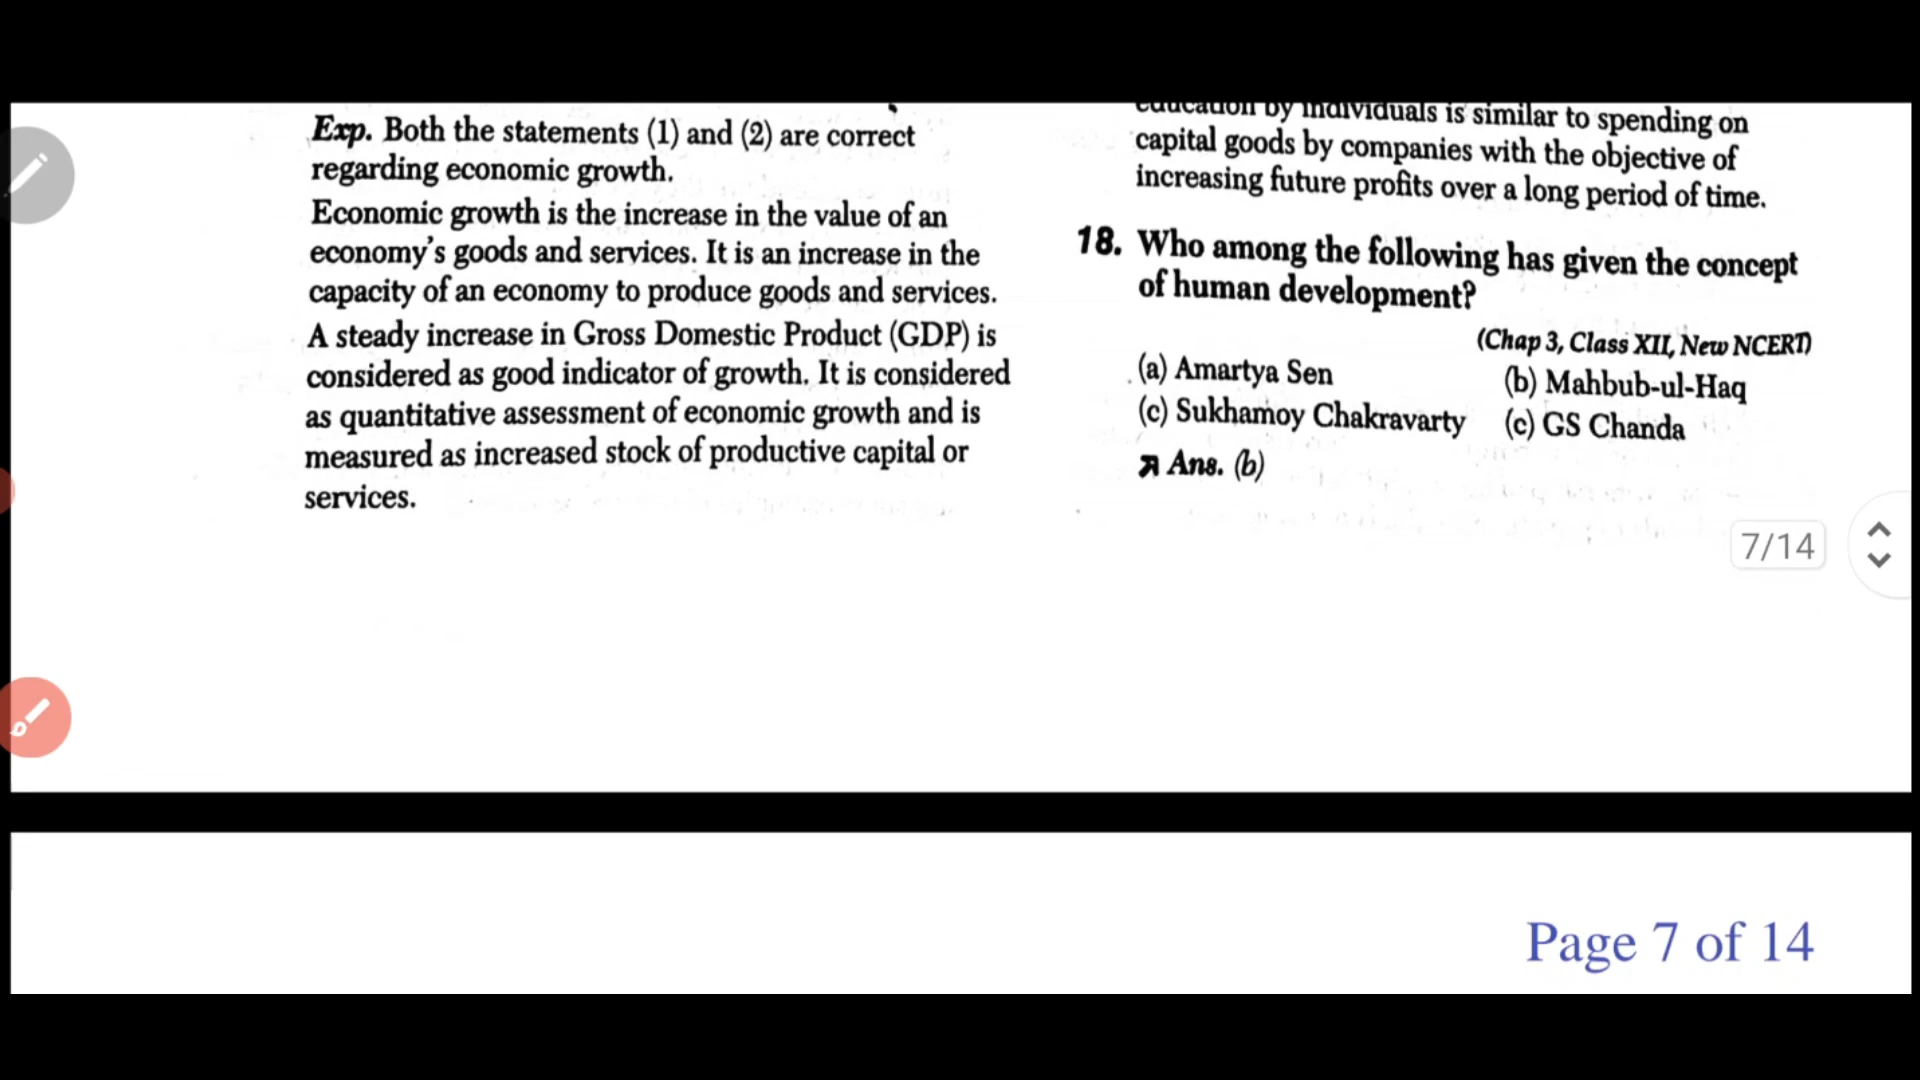 Exp. Both the statements (1) and (2) are correct
regarding economic growth.
Economic growth is the increase in the value of an
economy's goods and services. It is an increase in the
capacity of an economy to produce goods and services.
A steady increase in Gross Domestic Product (GDP) is
considered as good indicator of growth. It is considered
as quantitative assessment of economic growth and is
measured as increased stock of productive capital or
services.
education by individuals is similar to spending on
capital goods by companies with the objective of
increasing future profits over a long period of time.
18. Who among the following has given the concept
of human development?
(Chap 3, Class XII, New NCERT)
(a) Amartya Sen (b) Mahbub-ul-Haq
(c) Sukhamoy Chakravarty (c) GS Chanda
Ans. (b)
7/14
Page 7 of 14